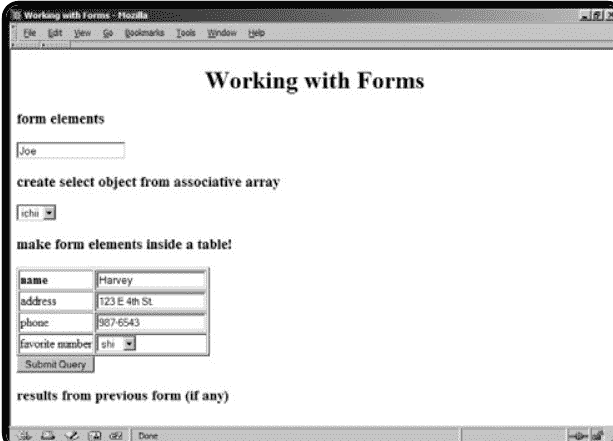 Working with Forms - Mozilla
File Edit View Go Bookmarks Tools Window Help
Working with Forms
form elements
Joe
create select object from associative array
ichii
make form elements inside a table!
name Harvey
address 123 E 4th St.
phone 987-6543
favorite number shi
Submit Query
results from previous form (if any)
Done